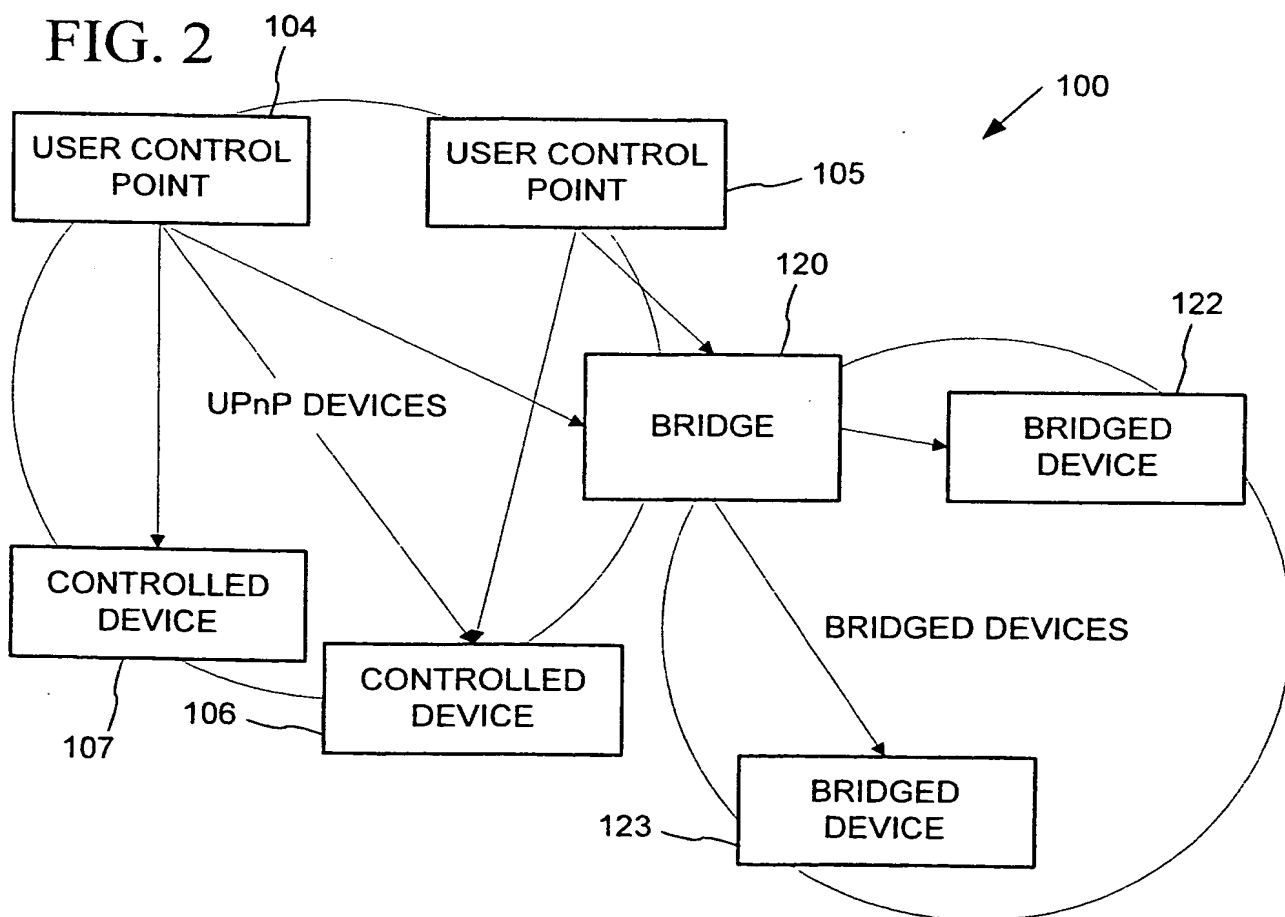 FIG. 2
104
100
USER CONTROL
POINT
USER CONTROL
POINT
105
120
122
UPnP DEVICES
BRIDGE
BRIDGED
DEVICE
CONTROLLED
DEVICE
BRIDGED DEVICES
CONTROLLED
DEVICE
106
107
BRIDGED
DEVICE
123